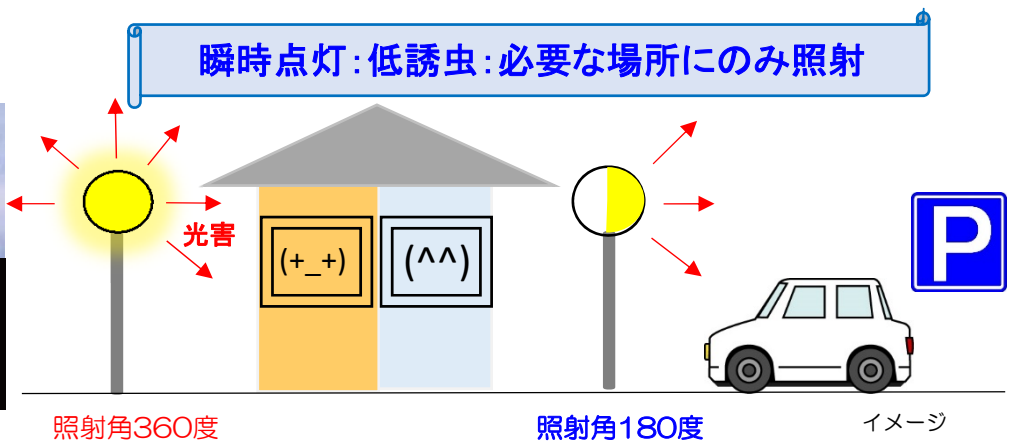 瞬時点灯：低誘虫：必要な場所にのみ照射
光害
(+_+)
(^^)
P
照射角360度
照射角180度
イメージ